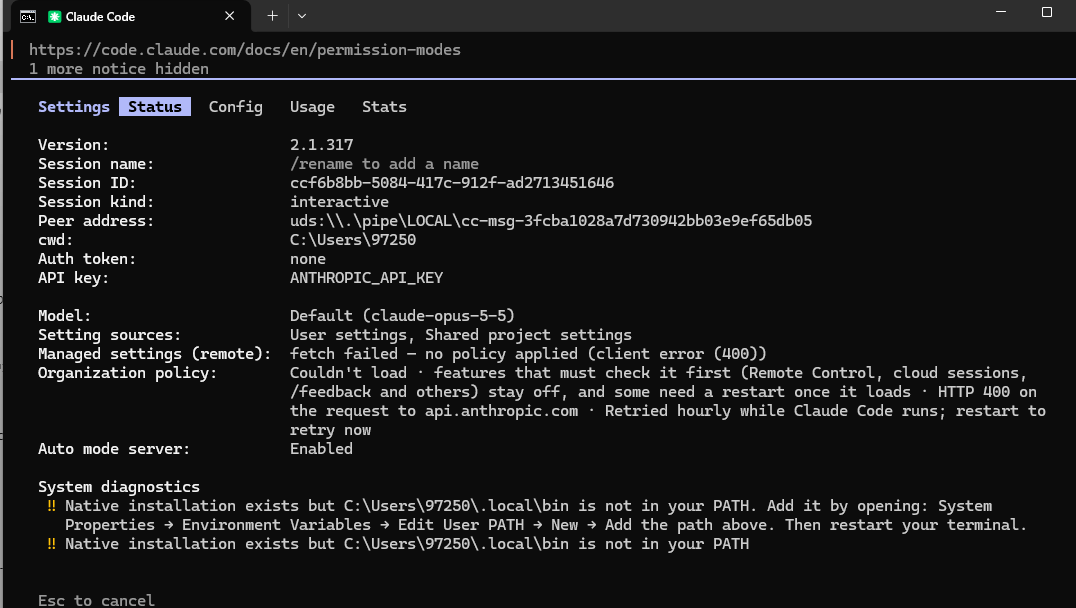 Claude Code
https://code.claude.com/docs/en/permission-modes
1 more notice hidden
Settings Status Config Usage Stats
Version: 2.1.317
Session name: /rename to add a name
Session ID: ccf6b8bb-5084-417c-912f-ad2713451646
Session kind: interactive
Peer address: uds:\\.\pipe\LOCAL\cc-msg-3fcba1028a7d730942bb03e9ef65db05
cwd: C:\Users\97250
Auth token: none
API key: ANTHROPIC_API_KEY
Model: Default (claude-opus-5-5)
Setting sources: User settings, Shared project settings
Managed settings (remote): fetch failed — no policy applied (client error (400))
Organization policy: Couldn't load · features that must check it first (Remote Control, cloud sessions,
/feedback and others) stay off, and some need a restart once it loads · HTTP 400 on
the request to api.anthropic.com · Retried hourly while Claude Code runs; restart to
retry now
Auto mode server: Enabled
System diagnostics
‼ Native installation exists but C:\Users\97250\.local\bin is not in your PATH. Add it by opening: System
Properties → Environment Variables → Edit User PATH → New → Add the path above. Then restart your terminal.
‼ Native installation exists but C:\Users\97250\.local\bin is not in your PATH
Esc to cancel